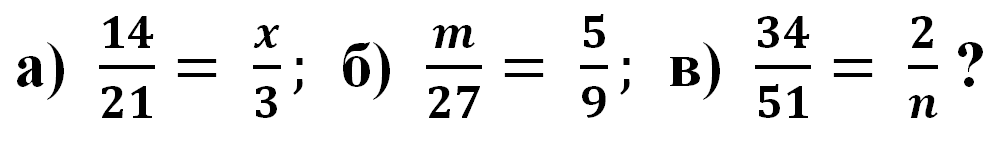 а) 14/21 = x/3; б) m/27 = 5/9; в) 34/51 = 2/n ?